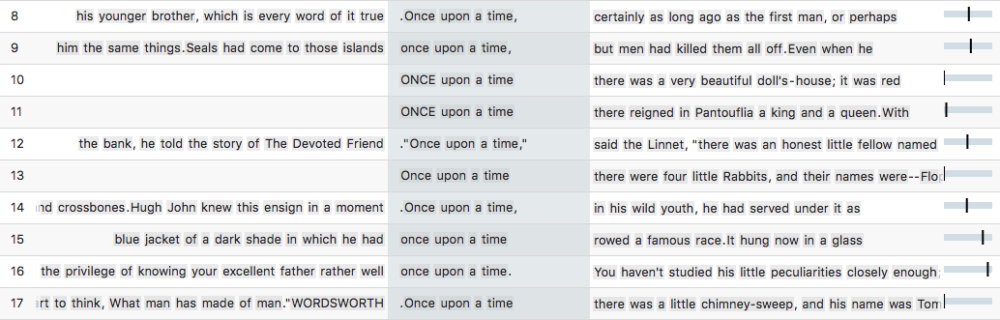 8 his younger brother, which is every word of it true .Once upon a time, certainly as long ago as the first man, or perhaps
9 him the same things.Seals had come to those islands once upon a time, but men had killed them all off.Even when he
10 ONCE upon a time there was a very beautiful doll's-house; it was red
11 ONCE upon a time there reigned in Pantouflia a king and a queen.With
12 the bank, he told the story of The Devoted Friend ."Once upon a time," said the Linnet, "there was an honest little fellow named
13 Once upon a time there were four little Rabbits, and their names were--Flo
14 nd crossbones.Hugh John knew this ensign in a moment .Once upon a time, in his wild youth, he had served under it as
15 blue jacket of a dark shade in which he had once upon a time rowed a famous race.It hung now in a glass
16 the privilege of knowing your excellent father rather well once upon a time. You haven't studied his little peculiarities closely enough
17 rt to think, What man has made of man."WORDSWORTH .Once upon a time there was a little chimney-sweep, and his name was Tom